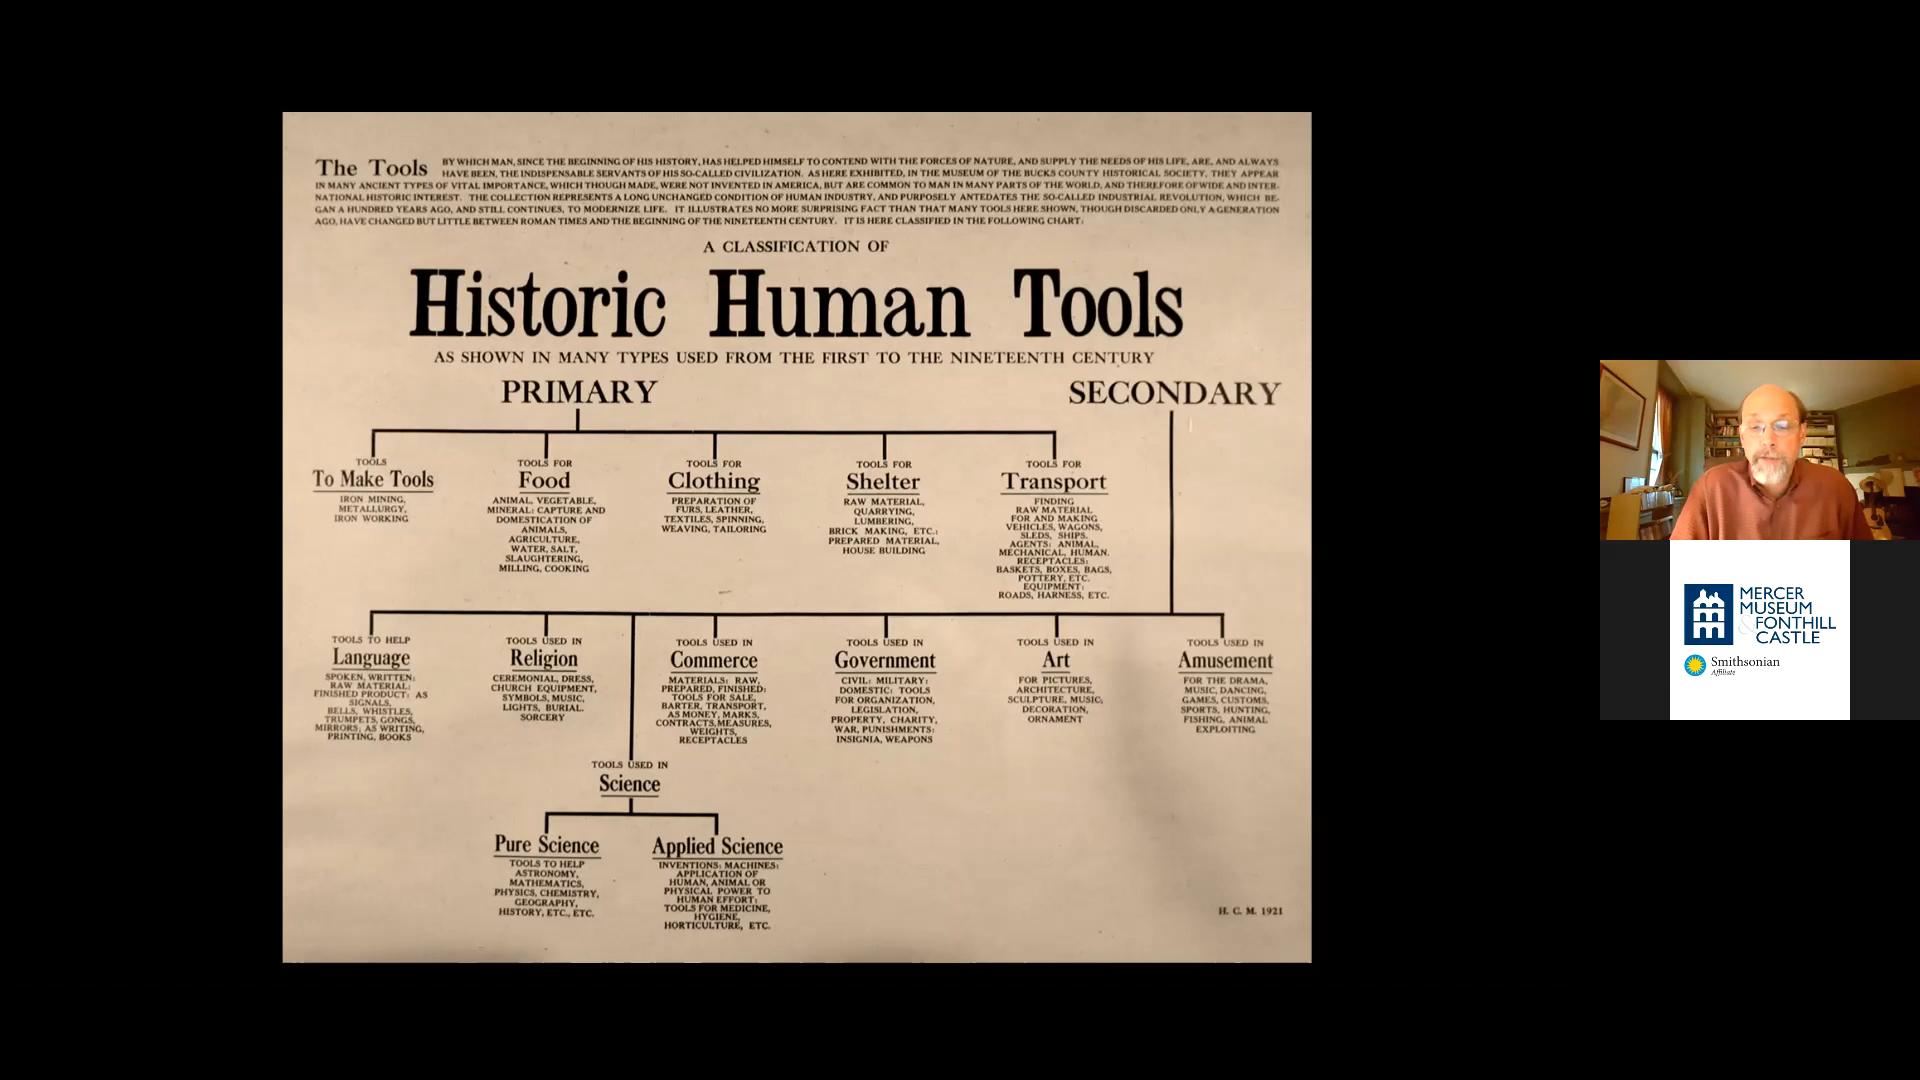 The Tools BY WHICH MAN, SINCE THE BEGINNING OF HIS HISTORY, HAS HELPED HIMSELF TO CONTEND WITH THE FORCES OF NATURE, AND SUPPLY THE NEEDS OF HIS LIFE, ARE, AND ALWAYS
HAVE BEEN, THE INDISPENSABLE SERVANTS OF HIS SO-CALLED CIVILIZATION. AS HERE EXHIBITED, IN THE MUSEUM OF THE BUCKS COUNTY HISTORICAL SOCIETY, THEY APPEAR
IN MANY ANCIENT TYPES OF VITAL IMPORTANCE, WHICH THOUGH MADE, WERE NOT INVENTED IN AMERICA, BUT ARE COMMON TO MAN IN MANY PARTS OF THE WORLD, AND THEREFORE OF WIDE AND INTER-
NATIONAL HISTORIC INTEREST. THE COLLECTION REPRESENTS A LONG UNCHANGED CONDITION OF HUMAN INDUSTRY, AND PURPOSELY ANTEDATES THE SO-CALLED INDUSTRIAL REVOLUTION, WHICH BE-
GAN A HUNDRED YEARS AGO, AND STILL CONTINUES, TO MODERNIZE LIFE. IT ILLUSTRATES NO MORE SURPRISING FACT THAN THAT MANY TOOLS HERE SHOWN, THOUGH DISCARDED ONLY A GENERATION
AGO, HAVE CHANGED BUT LITTLE BETWEEN ROMAN TIMES AND THE BEGINNING OF THE NINETEENTH CENTURY. IT IS HERE CLASSIFIED IN THE FOLLOWING CHART:
A CLASSIFICATION OF
Historic Human Tools
AS SHOWN IN MANY TYPES USED FROM THE FIRST TO THE NINETEENTH CENTURY
PRIMARY
SECONDARY
TOOLS
To Make Tools
IRON MINING,
METALLURGY,
IRON WORKING
TOOLS FOR
Food
ANIMAL, VEGETABLE,
MINERAL: CAPTURE AND
DOMESTICATION OF
ANIMALS,
AGRICULTURE,
WATER, SALT,
SLAUGHTERING,
MILLING, COOKING
TOOLS FOR
Clothing
PREPARATION OF
FURS, LEATHER,
TEXTILES, SPINNING,
WEAVING, TAILORING
TOOLS FOR
Shelter
RAW MATERIAL,
QUARRYING,
LUMBERING,
BRICK MAKING, ETC.:
PREPARED MATERIAL,
HOUSE BUILDING
TOOLS FOR
Transport
FINDING
RAW MATERIAL
FOR AND MAKING
VEHICLES, WAGONS,
SLEDS, SHIPS.
AGENTS: ANIMAL,
MECHANICAL, HUMAN.
RECEPTACLES:
BASKETS, BOXES, BAGS,
POTTERY, ETC.
EQUIPMENT:
ROADS, HARNESS, ETC.
TOOLS TO HELP
Language
SPOKEN, WRITTEN:
RAW MATERIAL:
FINISHED PRODUCT: AS
SIGNALS,
BELLS, WHISTLES,
TRUMPETS, GONGS,
MIRRORS; AS WRITING,
PRINTING, BOOKS
TOOLS USED IN
Religion
CEREMONIAL, DRESS,
CHURCH EQUIPMENT,
SYMBOLS, MUSIC,
LIGHTS, BURIAL.
SORCERY
TOOLS USED IN
Commerce
MATERIALS: RAW,
PREPARED, FINISHED:
TOOLS FOR SALE,
BARTER, TRANSPORT,
AS MONEY, MARKS,
CONTRACTS, MEASURES,
WEIGHTS,
RECEPTACLES
TOOLS USED IN
Government
CIVIL: MILITARY:
DOMESTIC: TOOLS
FOR ORGANIZATION,
LEGISLATION,
PROPERTY, CHARITY,
WAR, PUNISHMENTS:
INSIGNIA, WEAPONS
TOOLS USED IN
Art
FOR PICTURES,
ARCHITECTURE,
SCULPTURE, MUSIC;
DECORATION,
ORNAMENT
TOOLS USED IN
Amusement
FOR THE DRAMA,
MUSIC, DANCING,
GAMES, CUSTOMS,
SPORTS, HUNTING,
FISHING, ANIMAL
EXPLOITING
TOOLS USED IN
Science
Pure Science
TOOLS TO HELP
ASTRONOMY,
MATHEMATICS,
PHYSICS, CHEMISTRY,
GEOGRAPHY,
HISTORY, ETC., ETC.
Applied Science
INVENTIONS: MACHINES:
APPLICATION OF
HUMAN, ANIMAL OR
PHYSICAL POWER TO
HUMAN EFFORT:
TOOLS FOR MEDICINE,
HYGIENE,
HORTICULTURE, ETC.
H. C. M. 1921
MERCER
MUSEUM
&FONTHILL
CASTLE
Smithsonian
Affiliate